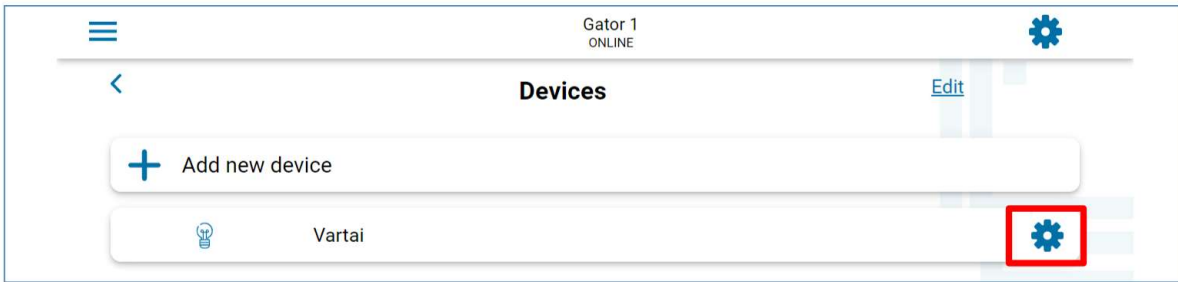 Gator 1
ONLINE
Devices
Edit
Add new device
Vartai